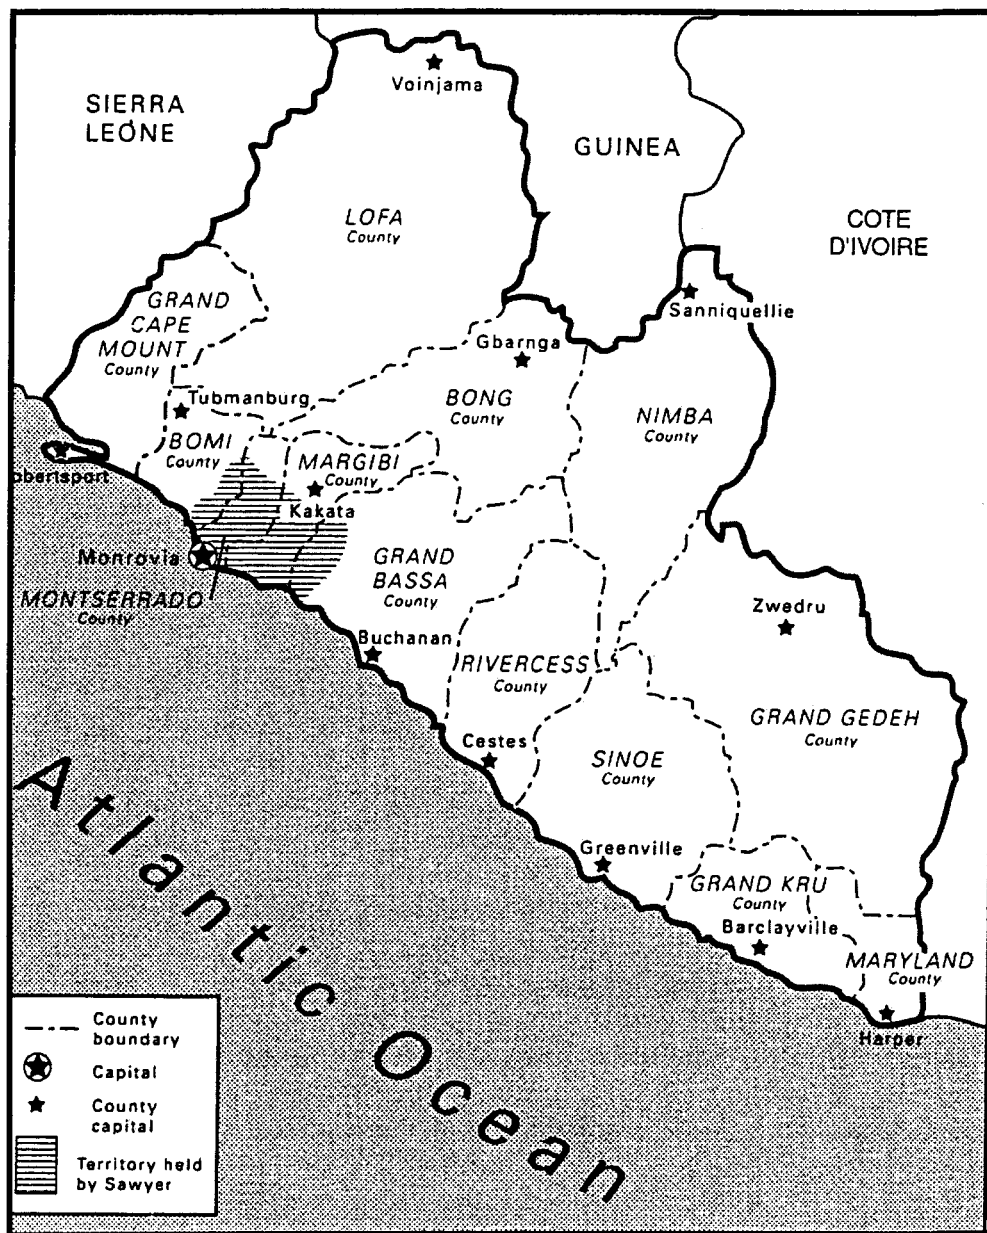 Voinjama
SIERRA
LEONE
GUINEA
LOFA
County
COTE
D'IVOIRE
GRAND
CAPE
MOUNT
County
Sanniquellie
Gbarnga
Tubmanburg
BONG
County
NIMBA
County
BOMI
County
MARGIBI
County
obertsport
Kakata
Monrovia
GRAND
BASSA
County
MONTSERRADO
County
Zwedru
Buchanan
RIVERCESS
County
GRAND GEDEH
County
Cestes
SINOE
County
Greenville
GRAND KRU
County
Barclayville
MARYLAND
County
Harper
Atlantic Ocean
County
boundary
Capital
County
capital
Territory held
by Sawyer